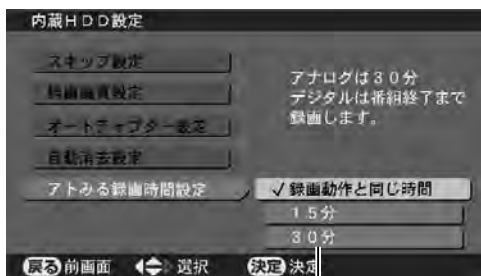 内蔵HDD設定
スキップ設定
録画画質設定
オートチャプター設定
自動消去設定
アトみる録画時間設定
アナログは30分
デジタルは番組終了まで
録画します。
✓録画動作と同じ時間
15分
30分
戻る 前画面 選択 決定 決定